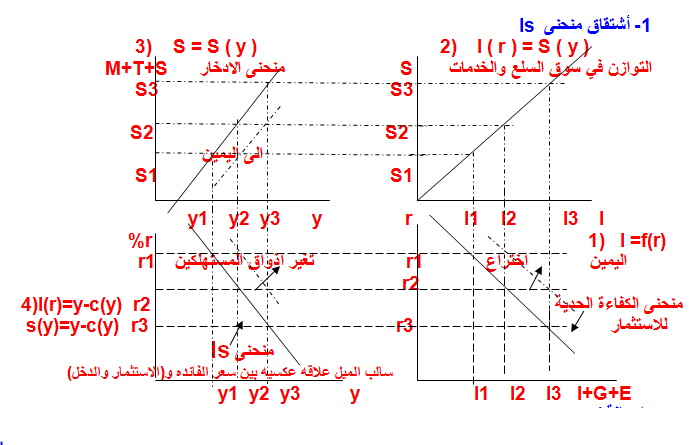 1- أشتقاق منحنى Is
3) S = S ( y )
2) I ( r ) = S ( y )
M+T+S
منحنى الادخار
S
التوازن في سوق السلع والخدمات
S3
S3
S2
S2
الى اليمين
S1
S1
y1 y2 y3 y
r I1 I2 I3 I
%r
1) I =f(r)
r1
تغير اذواق المستهلكين
r1
اختراع
اليمين
r2
4)I(r)=y-c(y) r2
منحنى الكفاءة الحدية
s(y)=y-c(y) r3
r3
للاستثمار
منحنى Is
سالب الميل علاقه عكسيه بين سعر الفائده و(الاستثمار والدخل)
y1 y2 y3 y
I1 I2 I3 I+G+E